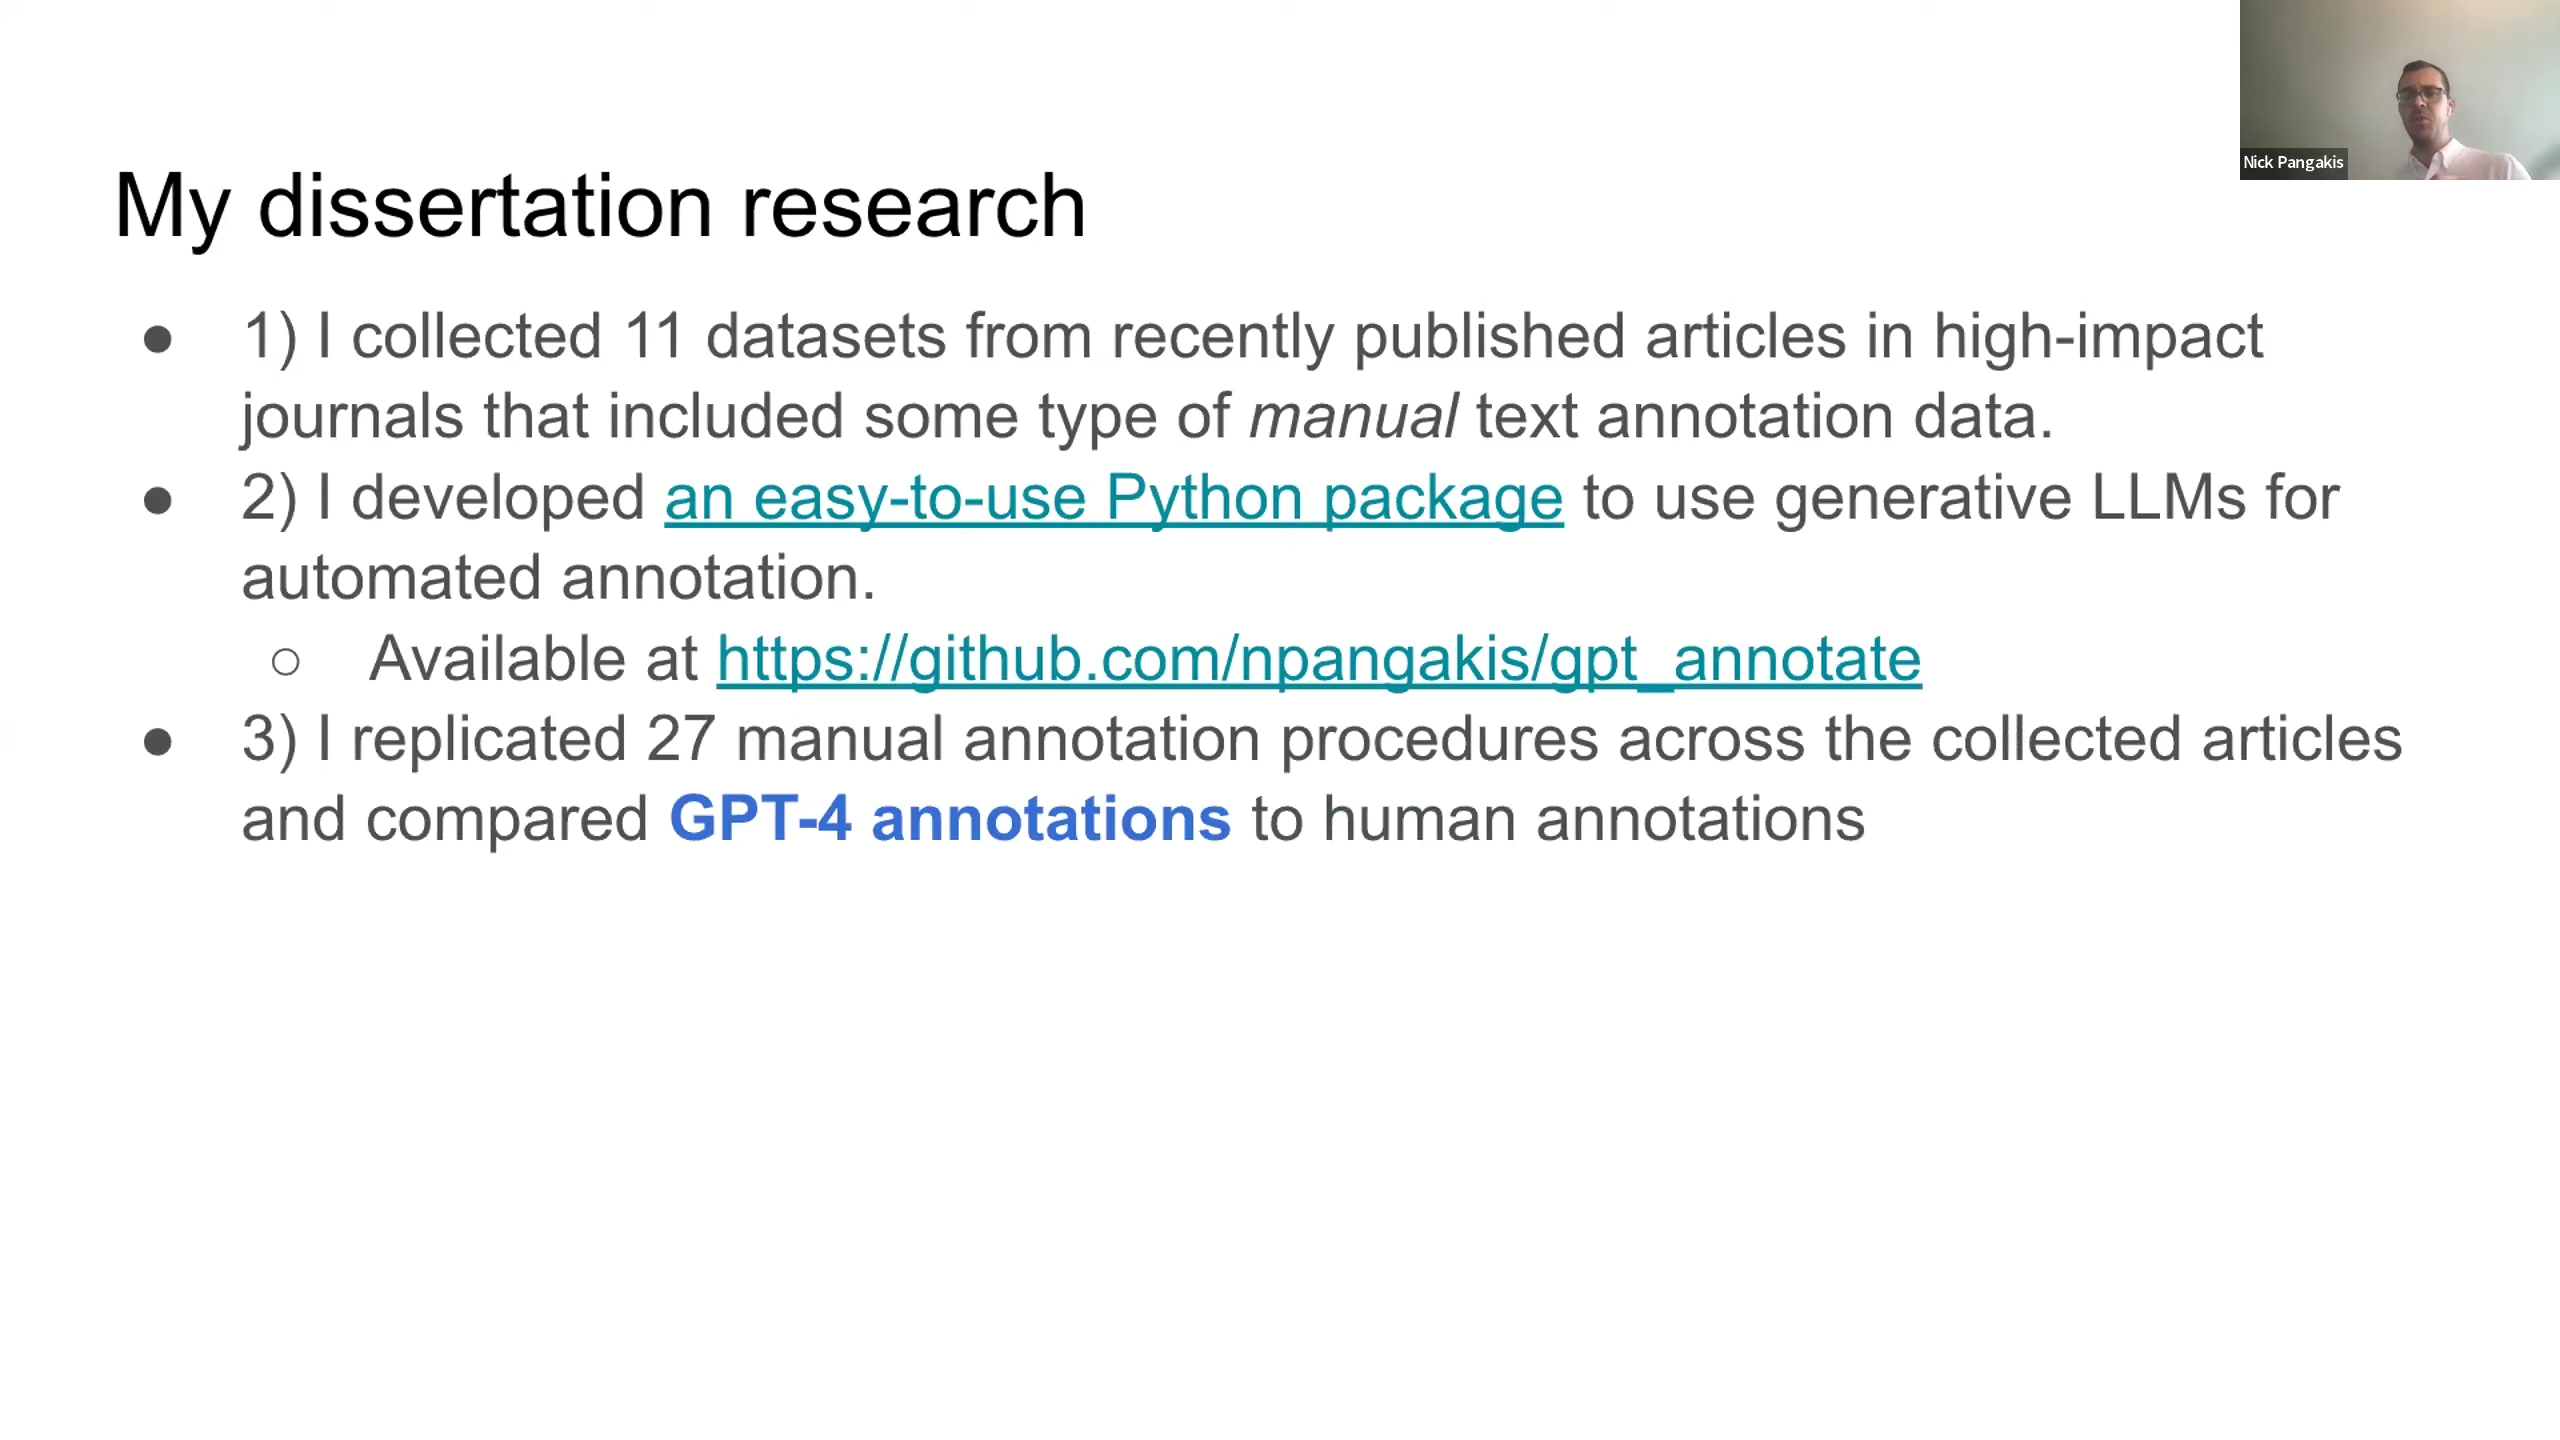 Nick Pangakis
My dissertation research
● 1) I collected 11 datasets from recently published articles in high-impact
journals that included some type of manual text annotation data.
● 2) I developed an easy-to-use Python package to use generative LLMs for
automated annotation.
○ Available at https://github.com/npangakis/gpt_annotate
● 3) I replicated 27 manual annotation procedures across the collected articles
and compared GPT-4 annotations to human annotations